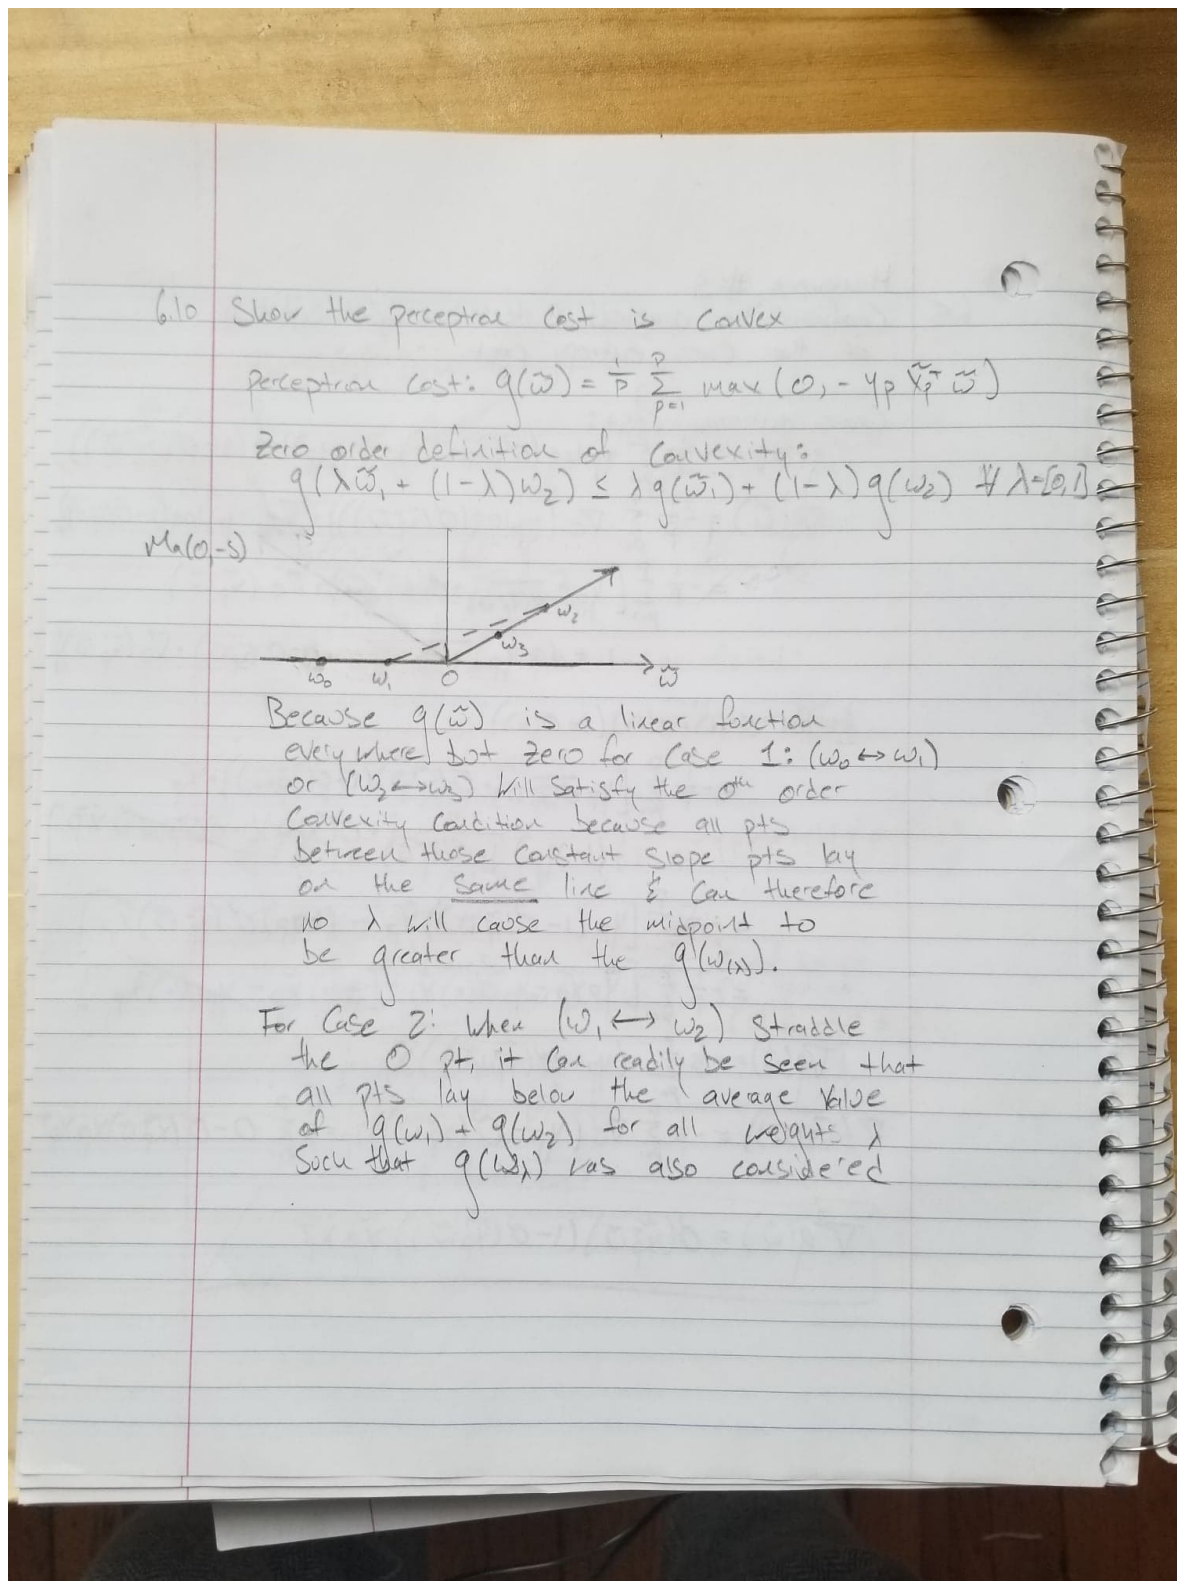 6.10 Show the perceptron cost is convex
perceptron cost: g(w̃) = 1/P Σ_{p=1}^{P} max(0, -y_p x̃_p^T w̃)
Zero order definition of convexity:
g(λw̃₁ + (1-λ)w₂) ≤ λg(w̃₁) + (1-λ)g(w₂) ∀ λ=[0,1]
Ma(0,-s)
w₂
w₃
w₀ w₁ 0 w̃
Because g(w̃) is a linear function
everywhere but zero for case 1: (w₀ ↔ w₁)
or (w₂ ↔ w₃) will satisfy the 0th order
convexity condition because all pts
between those constant slope pts lay
on the same line & can therefore
no λ will cause the midpoint to
be greater than the g(w(λ)).
For Case 2: when (w₁ ↔ w₂) straddle
the 0 pt, it can readily be seen that
all pts lay below the average value
of g(w₁) + g(w₂) for all weights λ
such that g(w_λ) was also considered